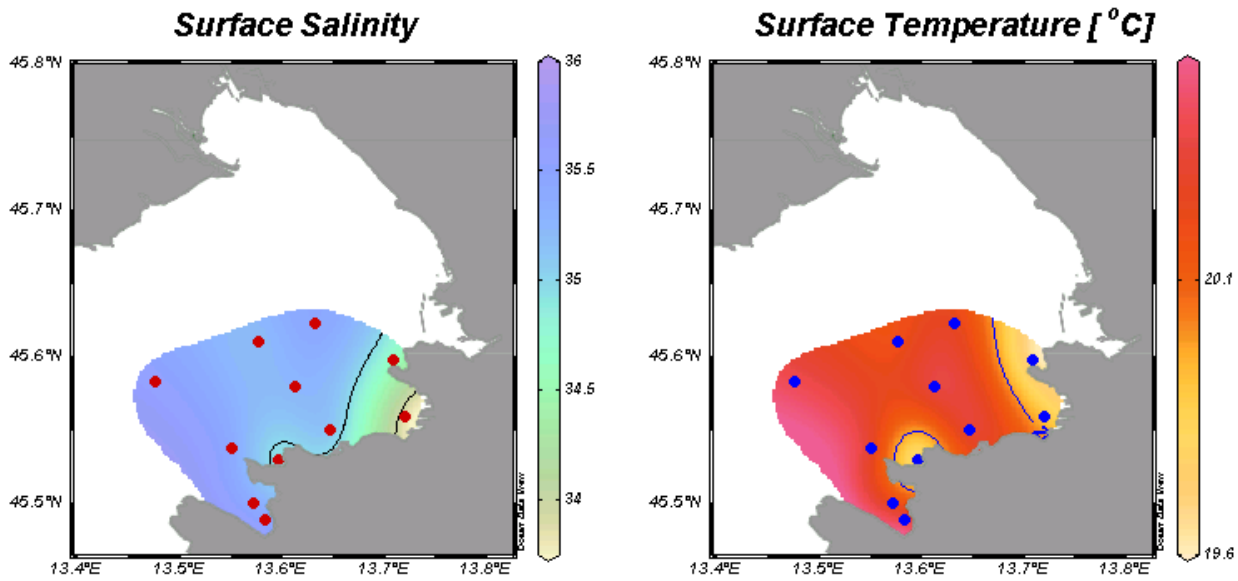 Surface Salinity
Surface Temperature [°C]
45.8°N
45.7°N
45.6°N
45.5°N
13.4°E 13.5°E 13.6°E 13.7°E 13.8°E
36
35.5
35
34.5
34
Ocean Data View
45.8°N
45.7°N
45.6°N
45.5°N
13.4°E 13.5°E 13.6°E 13.7°E 13.8°E
20.1
19.6
Ocean Data View